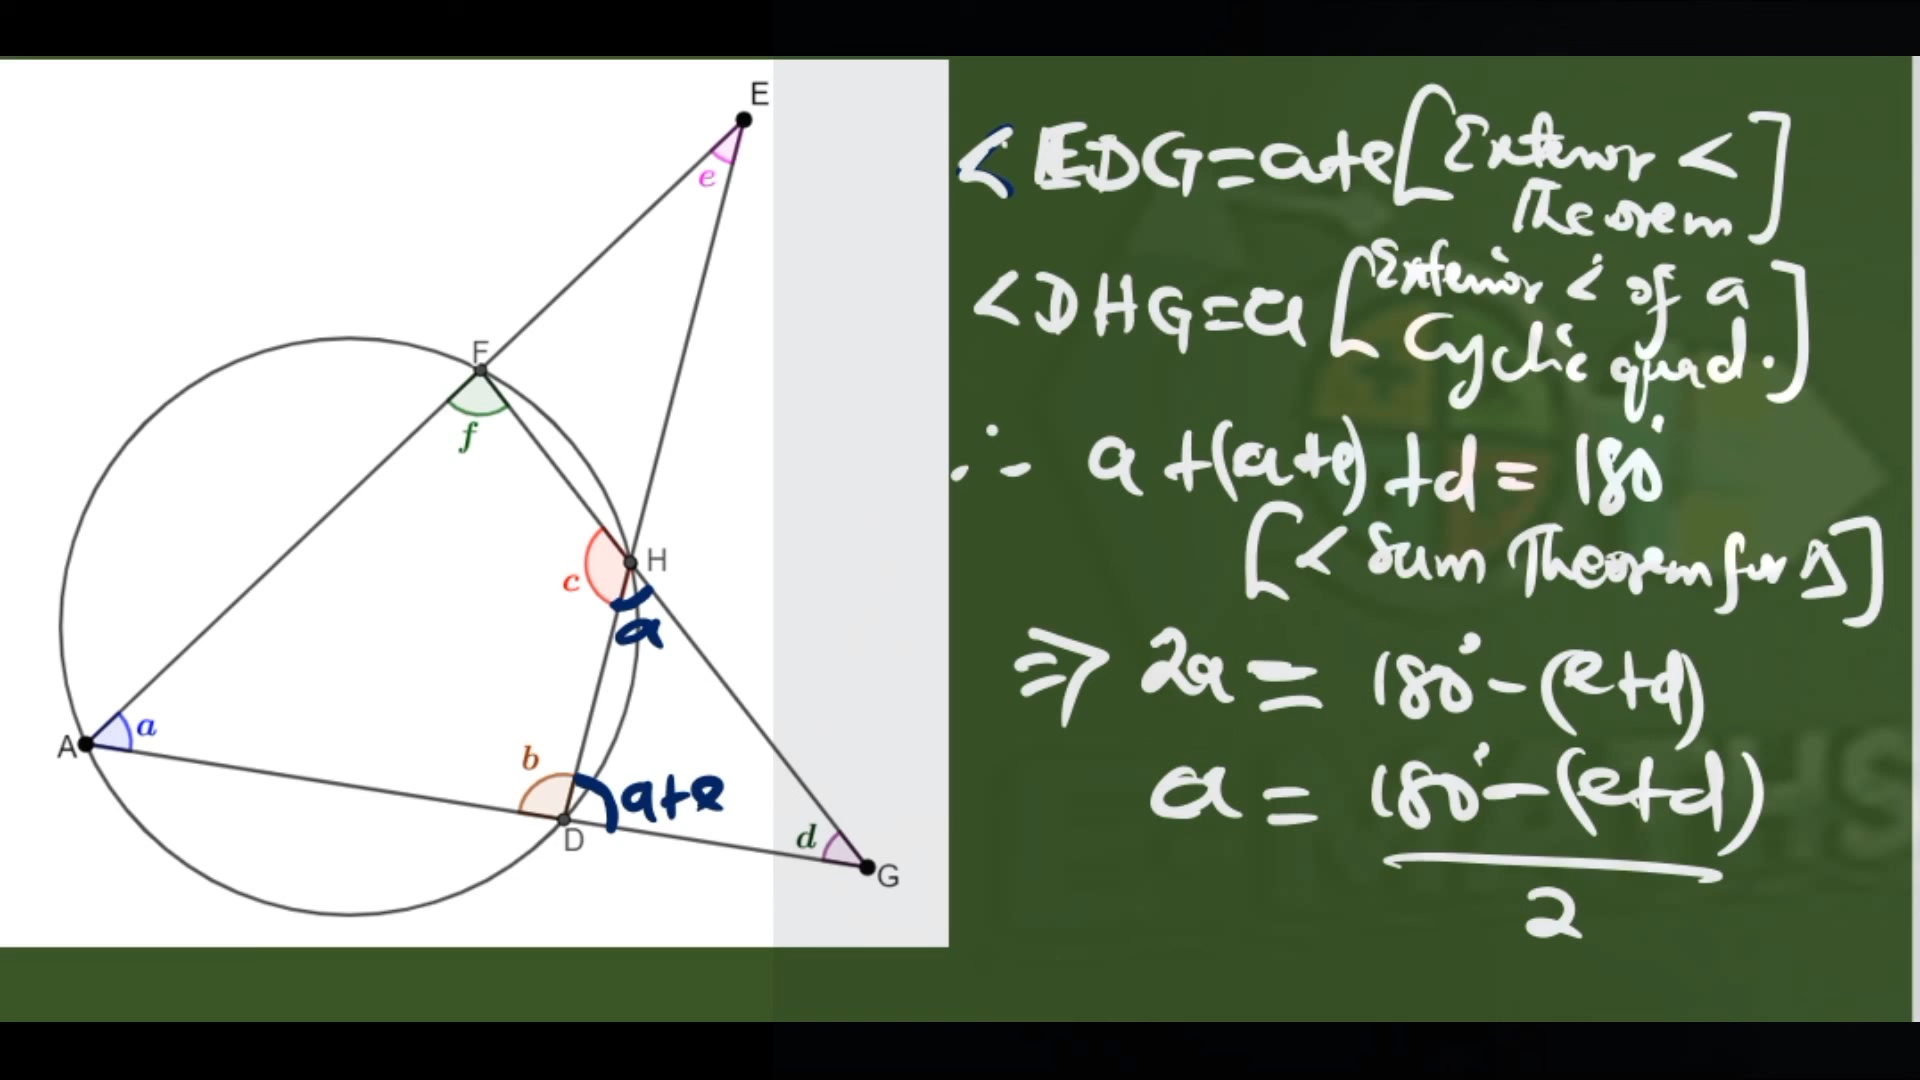 E
e
F
f
H
c
a
A
a
b
a+e
D
d
G
<EDG=a+e[Exterior <
Theorem]
<DHG=a [Exterior < of a
Cyclic quad.]
∴ a+(a+e)+d = 180°
[< Sum Theorem for Δ]
⇒ 2a = 180°-(e+d)
a = 180°-(e+d)
2